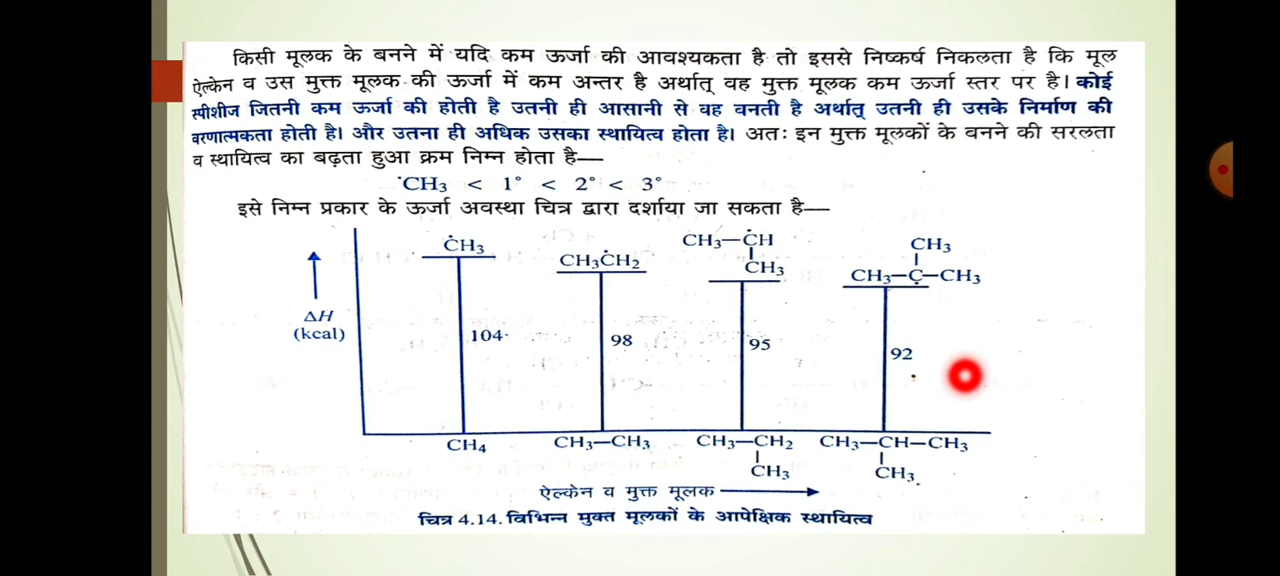 किसी मूलक के बनने में यदि कम ऊर्जा की आवश्यकता है तो इससे निष्कर्ष निकलता है कि मूल
ऐल्केन व उस मुक्त मूलक की ऊर्जा में कम अन्तर है अर्थात् वह मुक्त मूलक कम ऊर्जा स्तर पर है। कोई
स्पीशीज जितनी कम ऊर्जा की होती है उतनी ही आसानी से वह बनती है अर्थात् उतनी ही उसके निर्माण की
वरणात्मकता होती है। और उतना ही अधिक उसका स्थायित्व होता है। अतः इन मुक्त मूलकों के बनने की सरलता
व स्थायित्व का बढ़ता हुआ क्रम निम्न होता है—
˙CH₃ < 1° < 2° < 3°
इसे निम्न प्रकार के ऊर्जा अवस्था चित्र द्वारा दर्शाया जा सकता है—
ĊH₃
CH₃ĊH₂
CH₃—ĊH
CH₃
CH₃
CH₃—Ċ—CH₃
ΔH
(kcal)
104
98
95
92
CH₄
CH₃—CH₃
CH₃—CH₂
CH₃
CH₃—CH—CH₃
CH₃
ऐल्केन व मुक्त मूलक
चित्र 4.14. विभिन्न मुक्त मूलकों के आपेक्षिक स्थायित्व